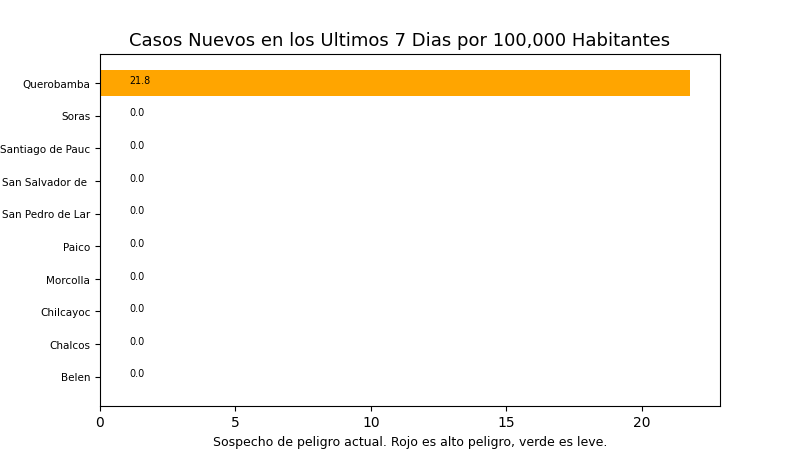 Casos Nuevos en los Ultimos 7 Dias por 100,000 Habitantes
Querobamba 21.8
Soras 0.0
Santiago de Pauc 0.0
San Salvador de 0.0
San Pedro de Lar 0.0
Paico 0.0
Morcolla 0.0
Chilcayoc 0.0
Chalcos 0.0
Belen 0.0
0 5 10 15 20
Sospecho de peligro actual. Rojo es alto peligro, verde es leve.